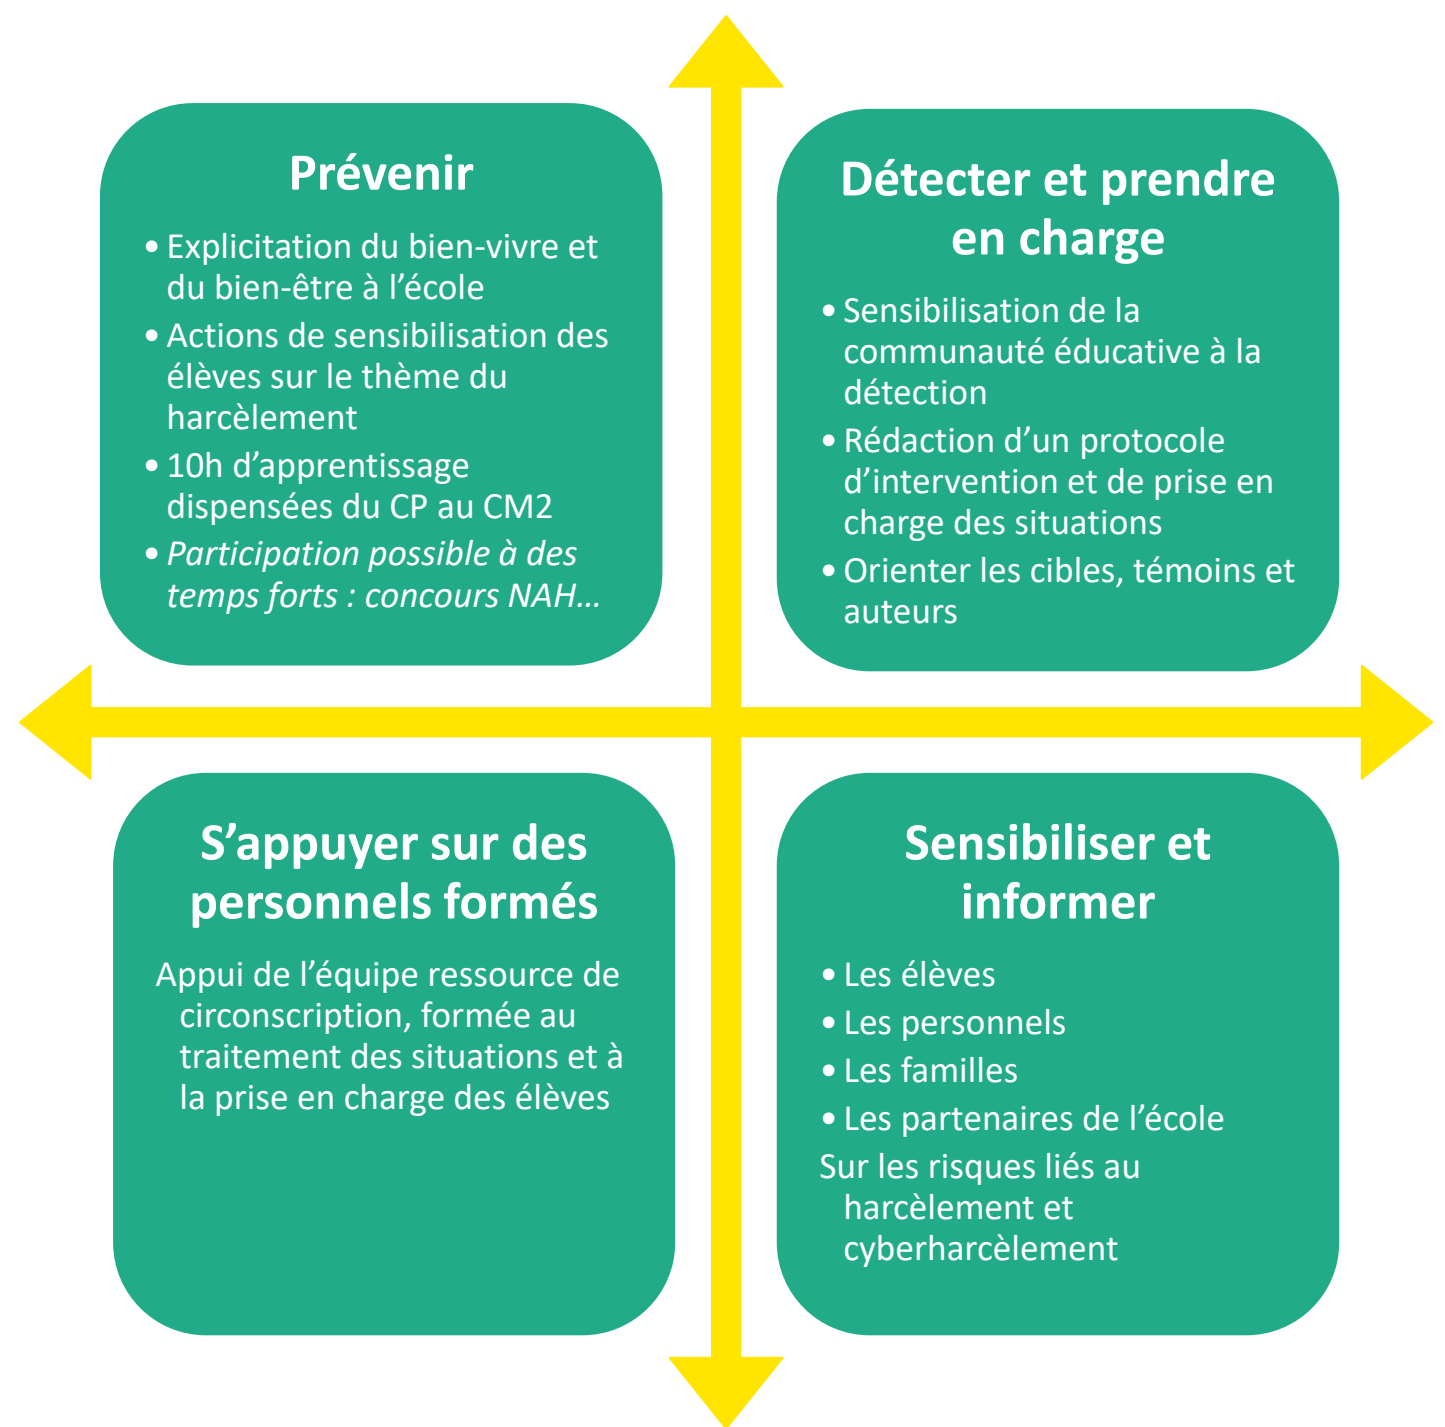 Prévenir
• Explicitation du bien-vivre et
du bien-être à l’école
• Actions de sensibilisation des
élèves sur le thème du
harcèlement
• 10h d’apprentissage
dispensées du CP au CM2
• Participation possible à des
temps forts : concours NAH…
Détecter et prendre
en charge
• Sensibilisation de la
communauté éducative à la
détection
• Rédaction d’un protocole
d’intervention et de prise en
charge des situations
• Orienter les cibles, témoins et
auteurs
S’appuyer sur des
personnels formés
Appui de l’équipe ressource de
circonscription, formée au
traitement des situations et à
la prise en charge des élèves
Sensibiliser et
informer
• Les élèves
• Les personnels
• Les familles
• Les partenaires de l’école
Sur les risques liés au
harcèlement et
cyberharcèlement